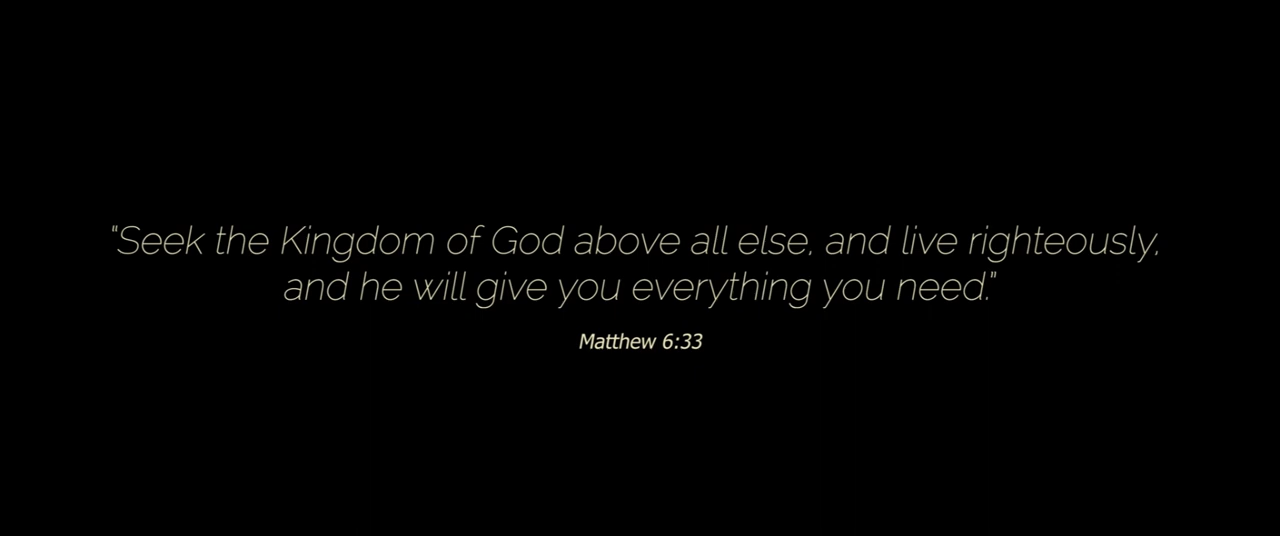 "Seek the Kingdom of God above all else, and live righteously,
and he will give you everything you need."
Matthew 6:33